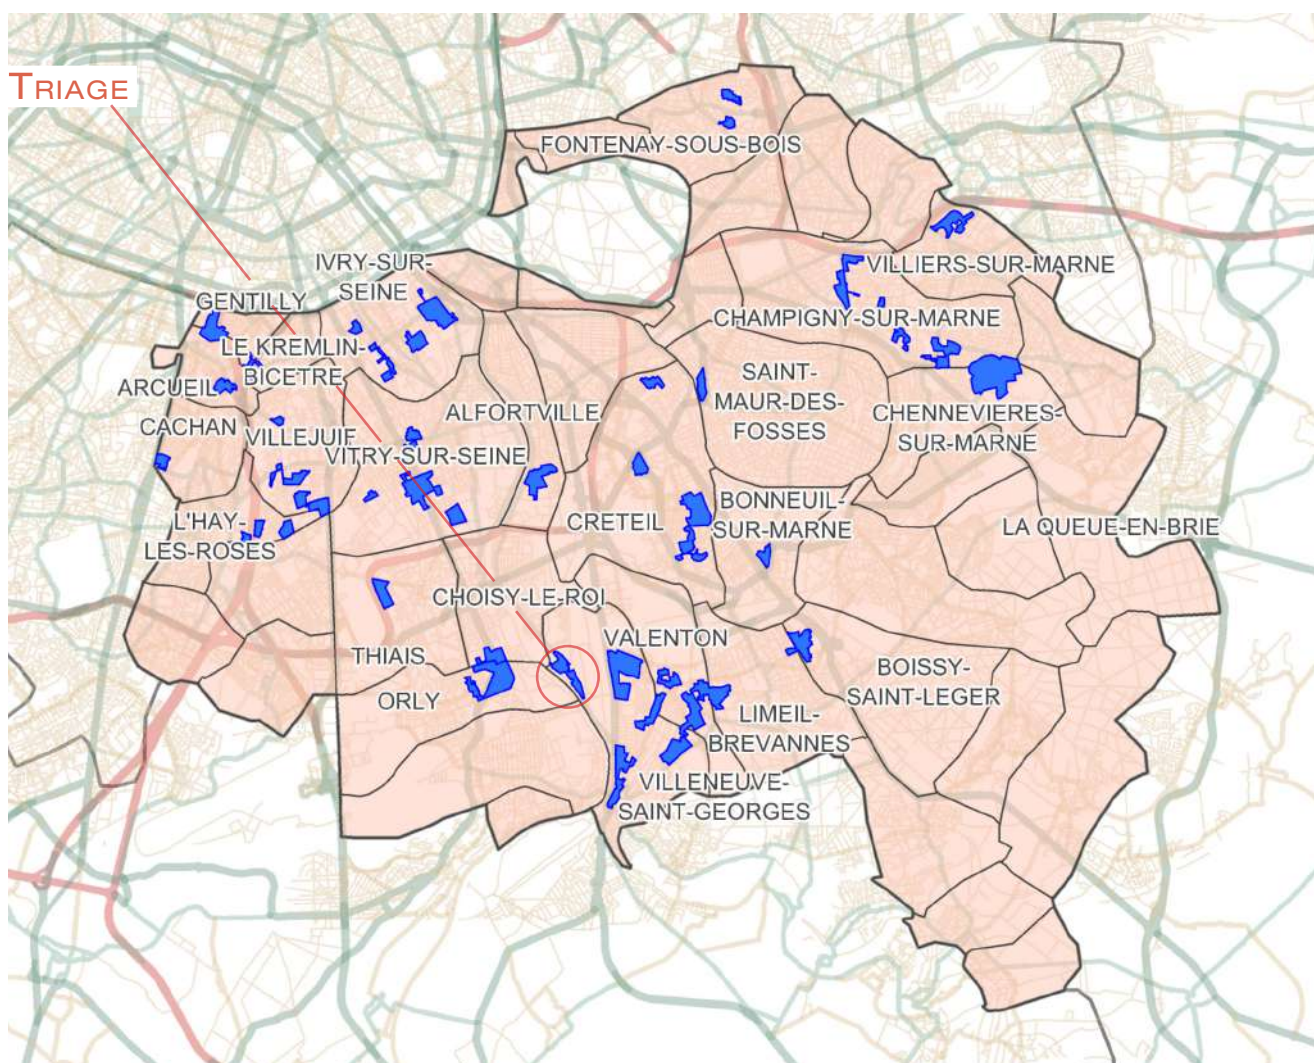 TRIAGE
FONTENAY-SOUS-BOIS
IVRY-SUR-
SEINE
VILLIERS-SUR-MARNE
GENTILLY
CHAMPIGNY-SUR-MARNE
LE KREMLIN-
BICETRE
ARCUEIL
SAINT-
MAUR-DES-
FOSSES
ALFORTVILLE
CHENNEVIERES-
SUR-MARNE
CACHAN
VILLEJUIF
VITRY-SUR-SEINE
BONNEUIL-
SUR-MARNE
L'HAY-
LES-ROSES
CRETEIL
LA QUEUE-EN-BRIE
CHOISY-LE-ROI
VALENTON
THIAIS
BOISSY-
SAINT-LEGER
ORLY
LIMEIL-
BREVANNES
VILLENEUVE-
SAINT-GEORGES